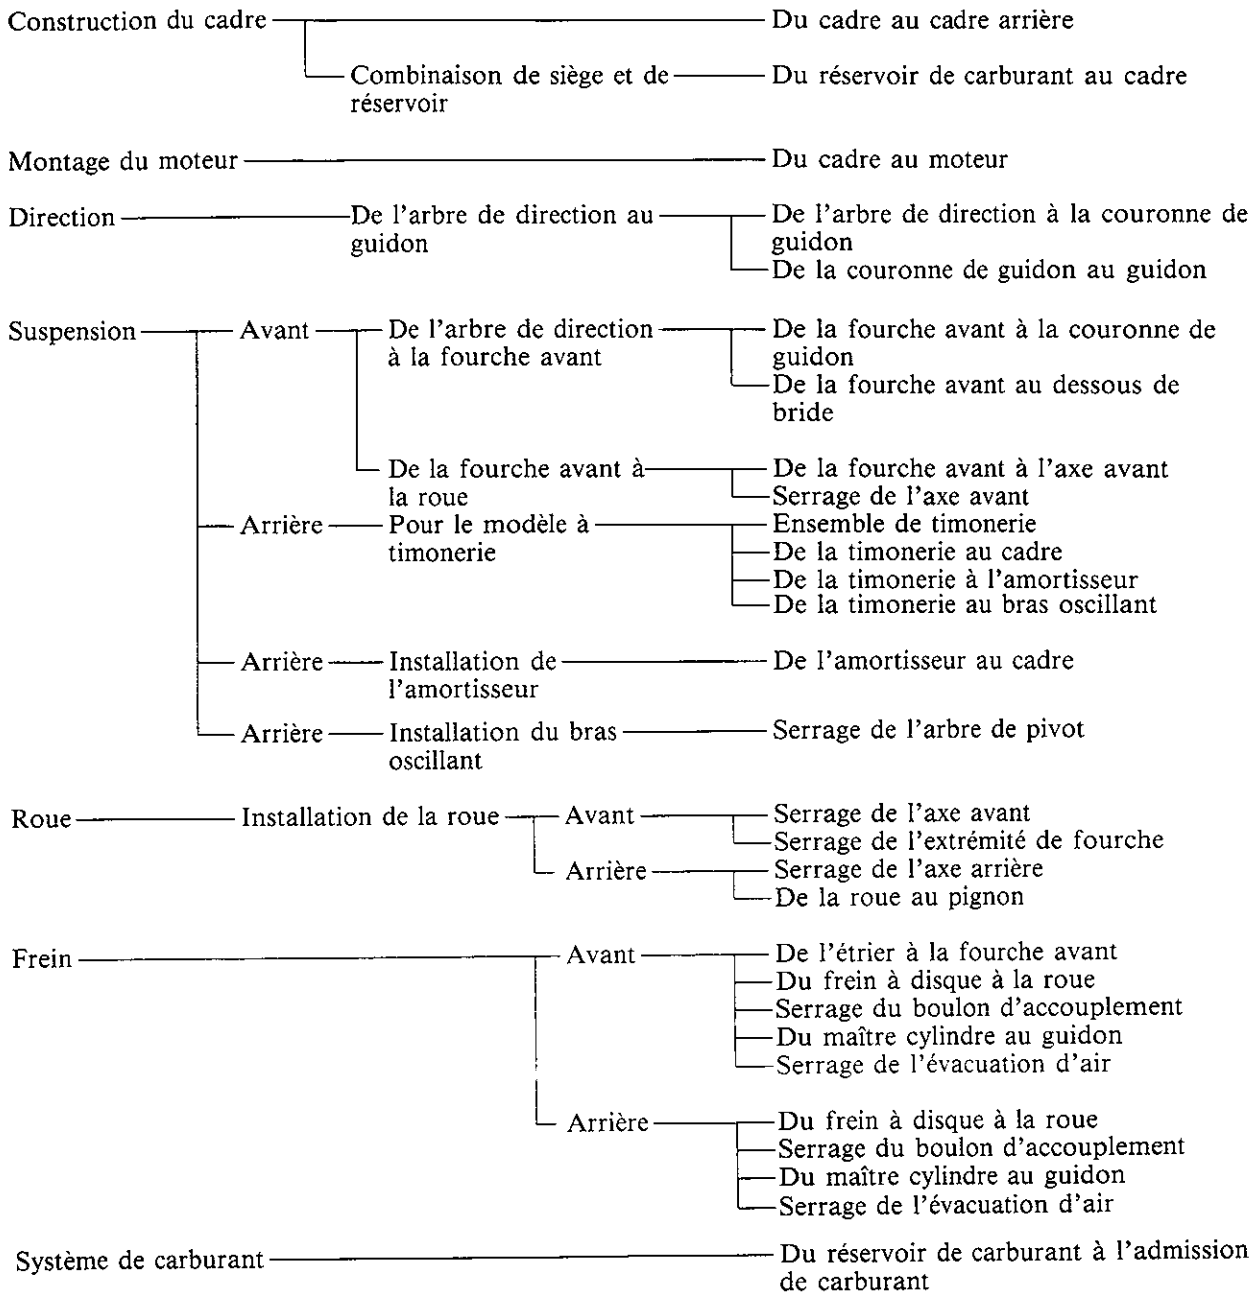 Construction du cadre Du cadre au cadre arrière
Combinaison de siège et de Du réservoir de carburant au cadre
réservoir
Montage du moteur Du cadre au moteur
Direction De l'arbre de direction au De l'arbre de direction à la couronne de
guidon guidon
De la couronne de guidon au guidon
Suspension Avant De l'arbre de direction De la fourche avant à la couronne de
à la fourche avant guidon
De la fourche avant au dessous de
bride
De la fourche avant à De la fourche avant à l'axe avant
la roue Serrage de l'axe avant
Arrière Pour le modèle à Ensemble de timonerie
timonerie De la timonerie au cadre
De la timonerie à l'amortisseur
De la timonerie au bras oscillant
Arrière Installation de De l'amortisseur au cadre
l'amortisseur
Arrière Installation du bras Serrage de l'arbre de pivot
oscillant
Roue Installation de la roue Avant Serrage de l'axe avant
Serrage de l'extrémité de fourche
Arrière Serrage de l'axe arrière
De la roue au pignon
Frein Avant De l'étrier à la fourche avant
Du frein à disque à la roue
Serrage du boulon d'accouplement
Du maître cylindre au guidon
Serrage de l'évacuation d'air
Arrière Du frein à disque à la roue
Serrage du boulon d'accouplement
Du maître cylindre au guidon
Serrage de l'évacuation d'air
Système de carburant Du réservoir de carburant à l'admission
de carburant